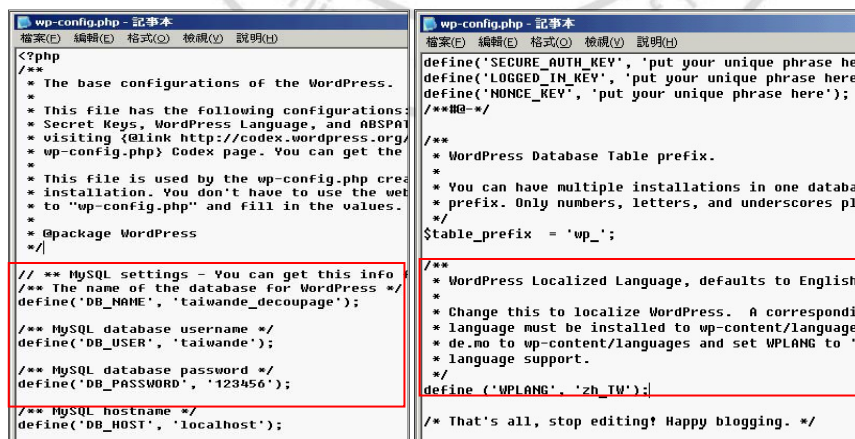 wp-config.php - 記事本
檔案(F) 編輯(E) 格式(O) 檢視(V) 說明(H)
<?php
/**
 * The base configurations of the WordPress.
 *
 * This file has the following configurations:
 * Secret Keys, WordPress Language, and ABSPAT
 * visiting {@link http://codex.wordpress.org/
 * wp-config.php} Codex page. You can get the
 *
 * This file is used by the wp-config.php crea
 * installation. You don't have to use the web
 * to "wp-config.php" and fill in the values.
 *
 * @package WordPress
 */
// ** MySQL settings - You can get this info f
/** The name of the database for WordPress */
define('DB_NAME', 'taiwande_decoupage');
/** MySQL database username */
define('DB_USER', 'taiwande');
/** MySQL database password */
define('DB_PASSWORD', '123456');
/** MySQL hostname */
define('DB_HOST', 'localhost');
wp-config.php - 記事本
檔案(F) 編輯(E) 格式(O) 檢視(V) 說明(H)
define('SECURE_AUTH_KEY', 'put your unique phrase he
define('LOGGED_IN_KEY', 'put your unique phrase here
define('NONCE_KEY', 'put your unique phrase here');
/**#@-*/
/**
 * WordPress Database Table prefix.
 *
 * You can have multiple installations in one databa
 * prefix. Only numbers, letters, and underscores pl
 */
$table_prefix  = 'wp_';
/**
 * WordPress Localized Language, defaults to English
 *
 * Change this to localize WordPress.  A correspondi
 * language must be installed to wp-content/language
 * de.mo to wp-content/languages and set WPLANG to '
 * language support.
 */
define ('WPLANG', 'zh_TW');
/* That's all, stop editing! Happy blogging. */